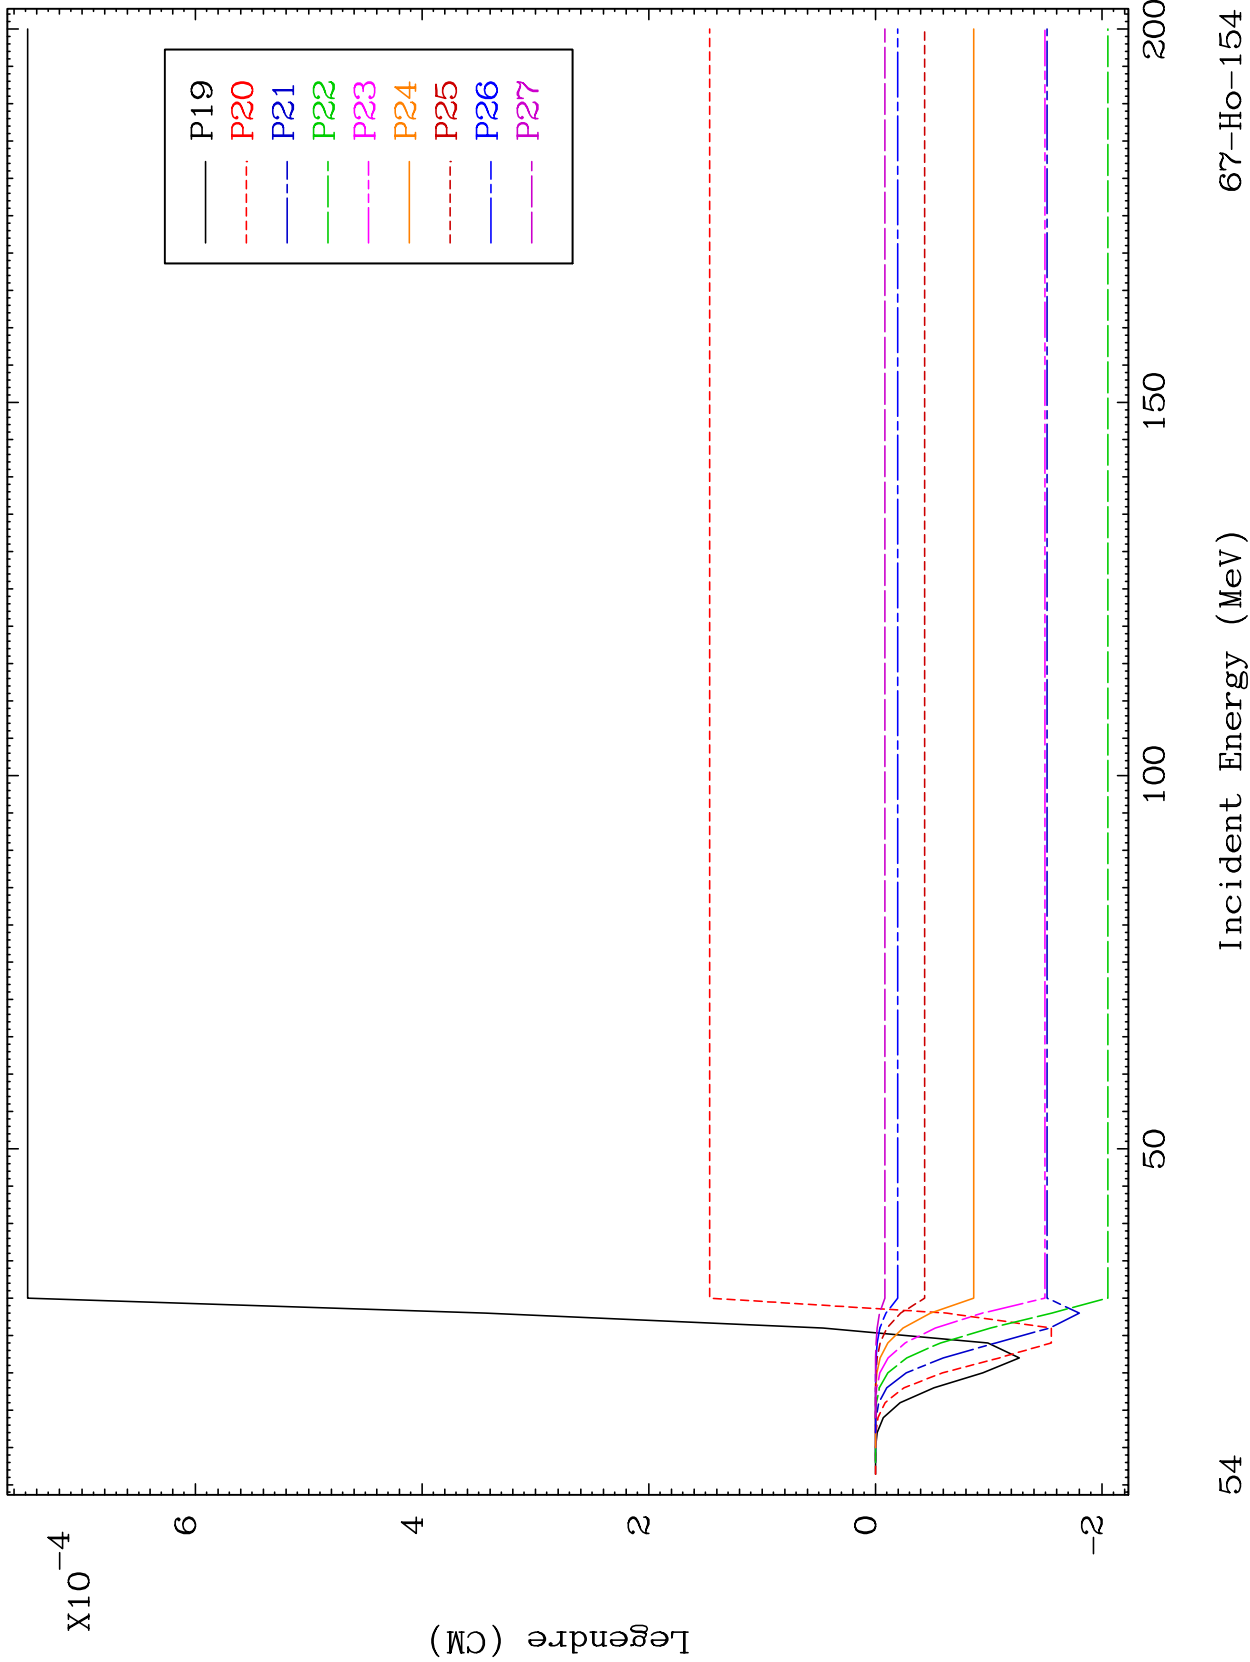 X10-4
6
4
2
0
-2
Legendre (CM)
P19
P20
P21
P22
P23
P24
P25
P26
P27
50
100
150
200
Incident Energy (MeV)
54
67-Ho-154